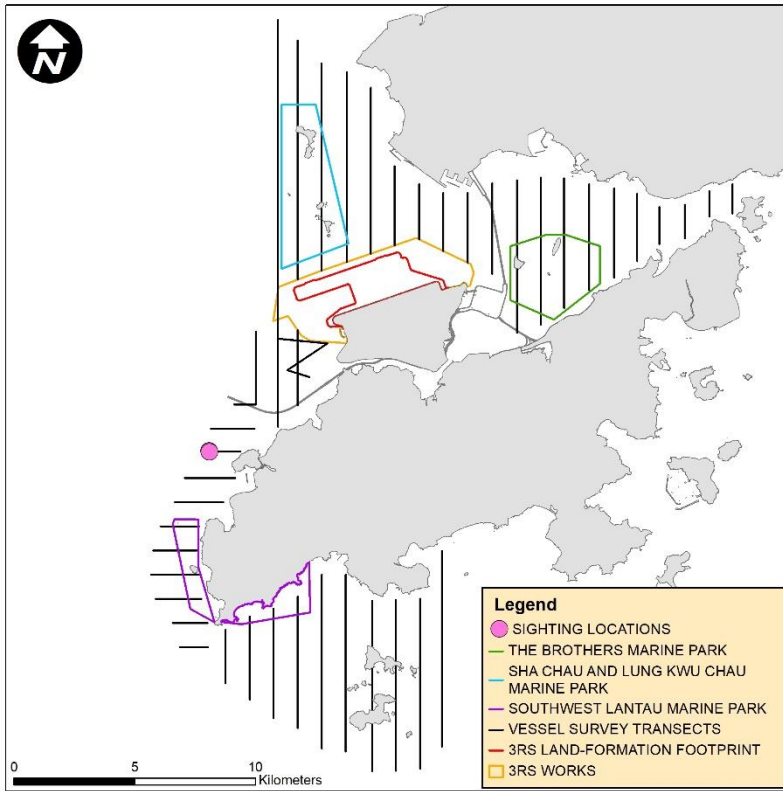 N
Legend
SIGHTING LOCATIONS
THE BROTHERS MARINE PARK
SHA CHAU AND LUNG KWU CHAU
MARINE PARK
SOUTHWEST LANTAU MARINE PARK
VESSEL SURVEY TRANSECTS
3RS LAND-FORMATION FOOTPRINT
3RS WORKS
0 5 10
Kilometers